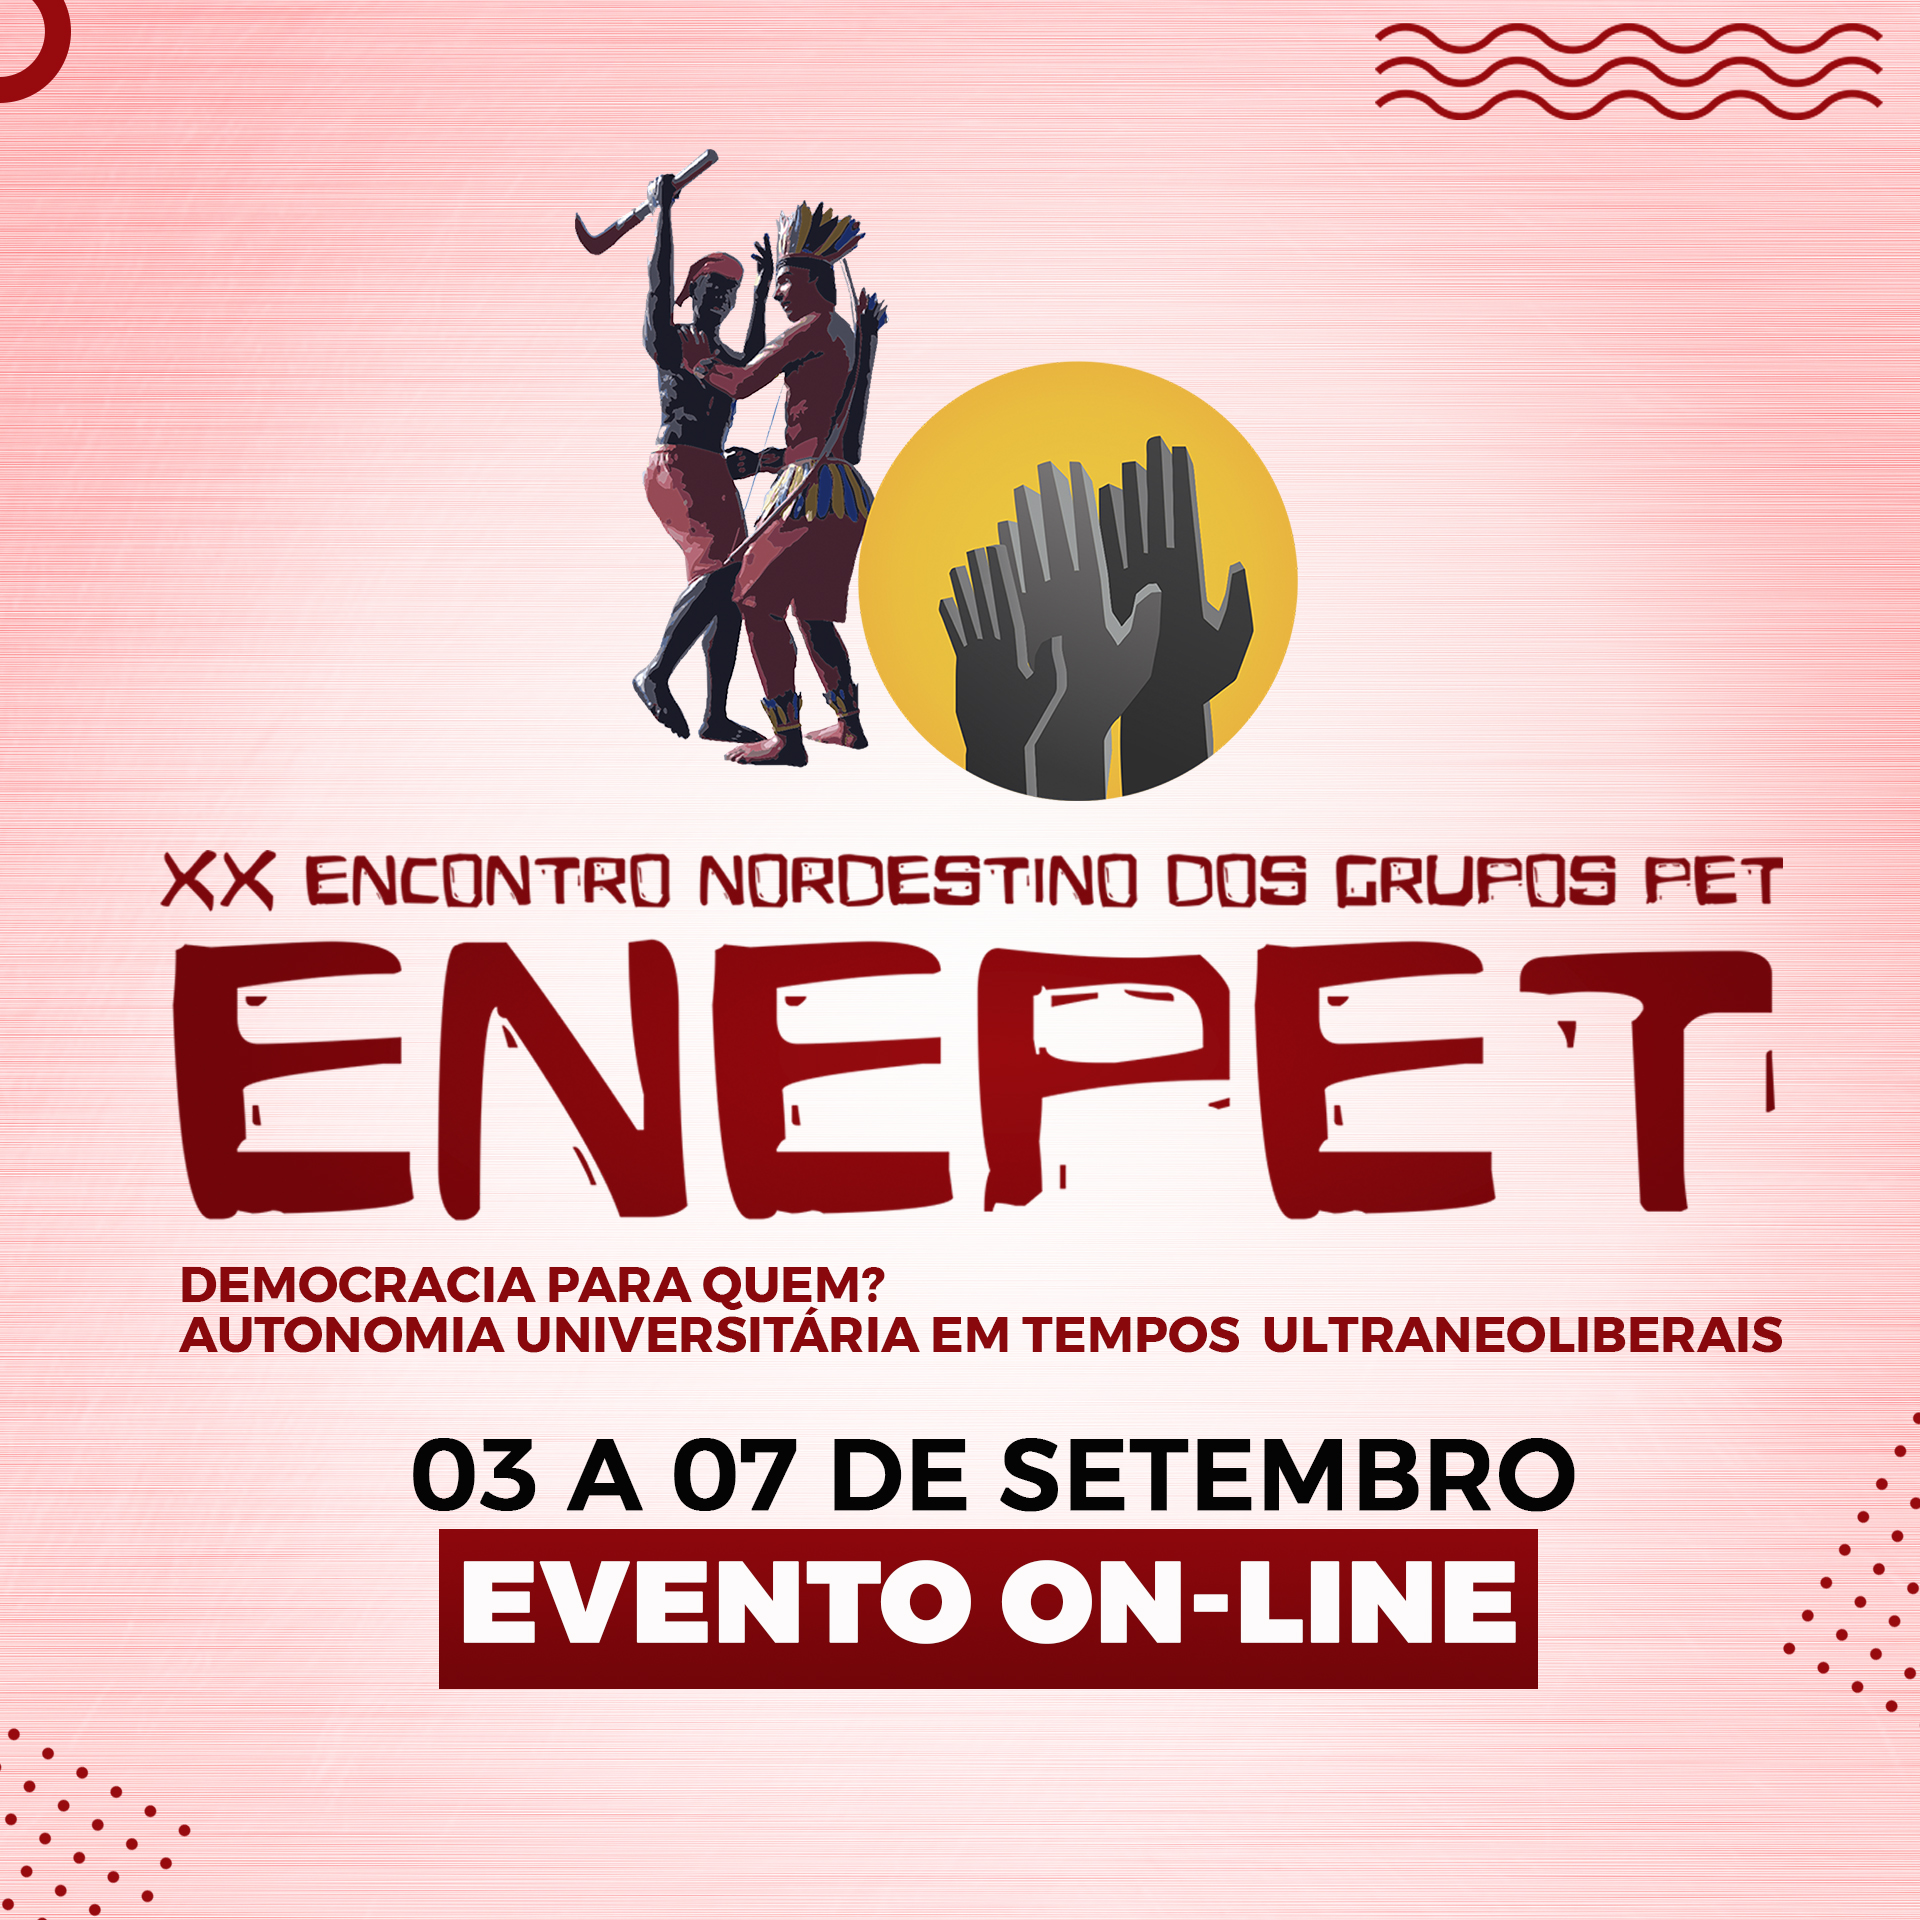 XX ENCONTRO NORDESTINO DOS GRUPOS PET
ENEPET
DEMOCRACIA PARA QUEM?
AUTONOMIA UNIVERSITÁRIA EM TEMPOS ULTRANEOLIBERAIS
03 A 07 DE SETEMBRO
EVENTO ON-LINE